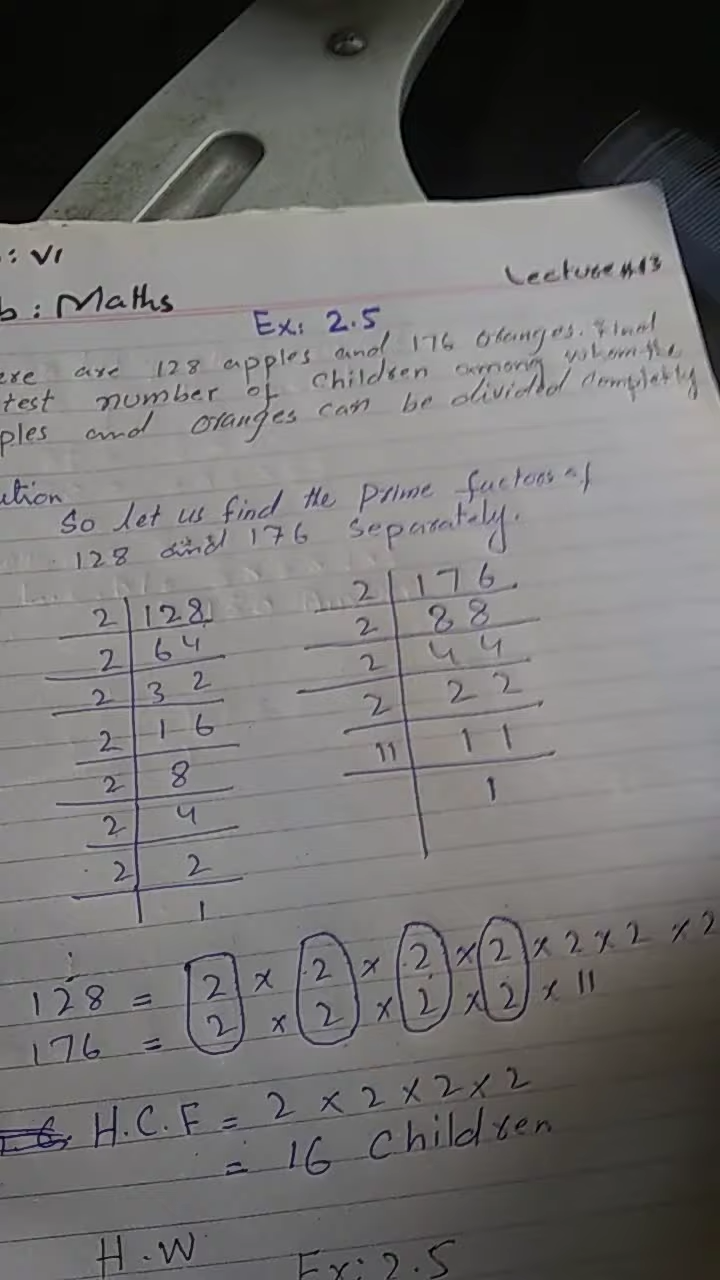 : VI
Lecture #13
b : Maths
Ex: 2.5
ere are 128 apples and 176 oranges. Find
test number of children among whom the
ples and oranges can be divided completly
ution
So let us find the prime factors of
128 and 176 separately.
2 | 128
2 | 64
2 | 32
2 | 16
2 | 8
2 | 4
2 | 2
1
2 | 176
2 | 88
2 | 44
2 | 22
11 | 11
1
128 = 2 × 2 × 2 × 2 × 2 × 2 × 2
176 = 2 × 2 × 2 × 2 × 11
H.C.F = 2 × 2 × 2 × 2
= 16 Children
H.W
Ex: 2.5